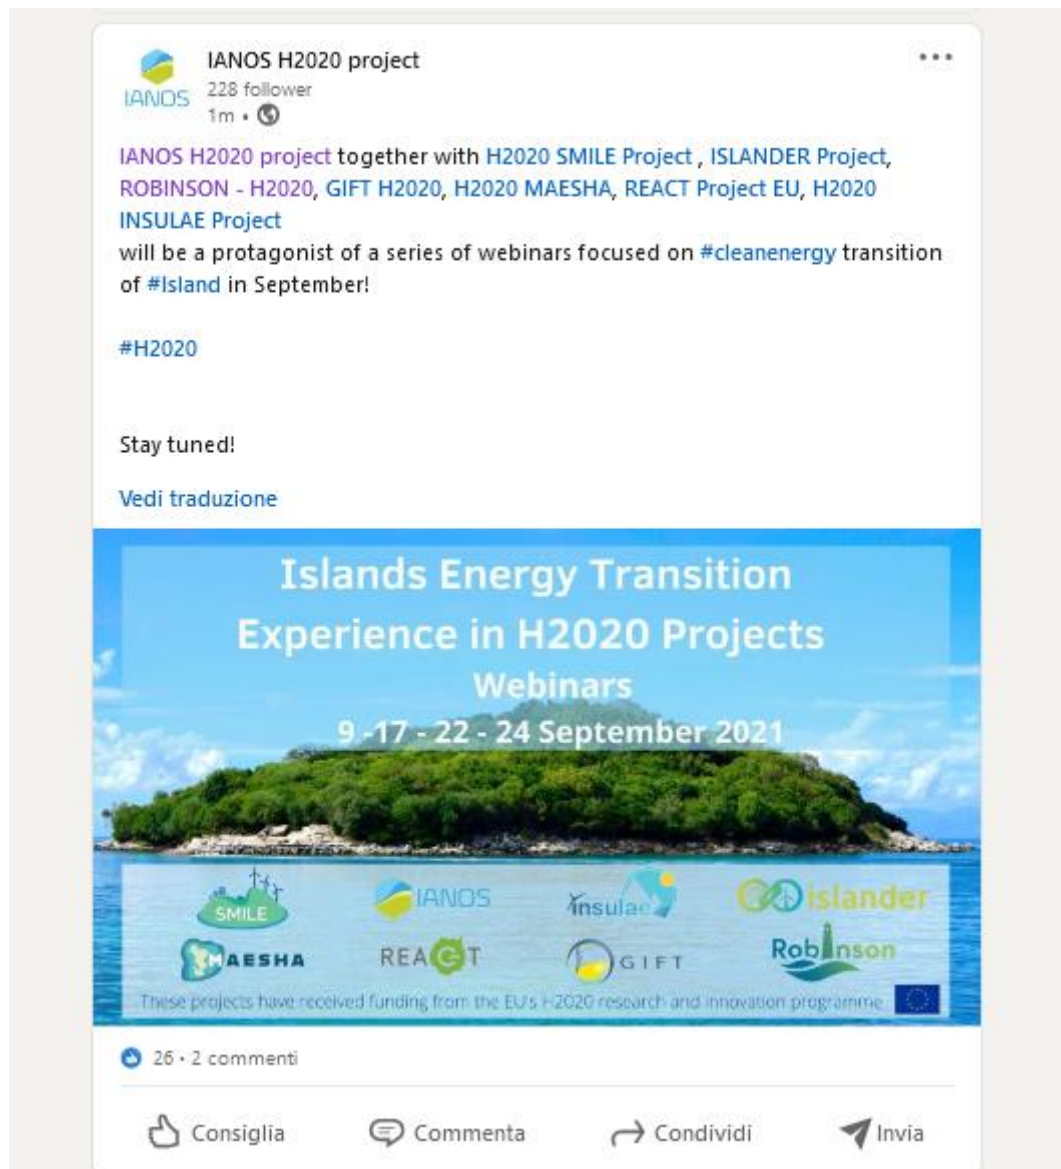 IANOS H2020 project
228 follower
IANOS
1m •
IANOS H2020 project together with H2020 SMILE Project , ISLANDER Project,
ROBINSON - H2020, GIFT H2020, H2020 MAESHA, REACT Project EU, H2020
INSULAE Project
will be a protagonist of a series of webinars focused on #cleanenergy transition
of #Island in September!
#H2020
Stay tuned!
Vedi traduzione
Islands Energy Transition
Experience in H2020 Projects
Webinars
9 -17 - 22 - 24 September 2021
SMILE IANOS insulae islander
MAESHA REACT GIFT Robinson
These projects have received funding from the EU's H2020 research and innovation programme
26 • 2 commenti
Consiglia Commenta Condividi Invia